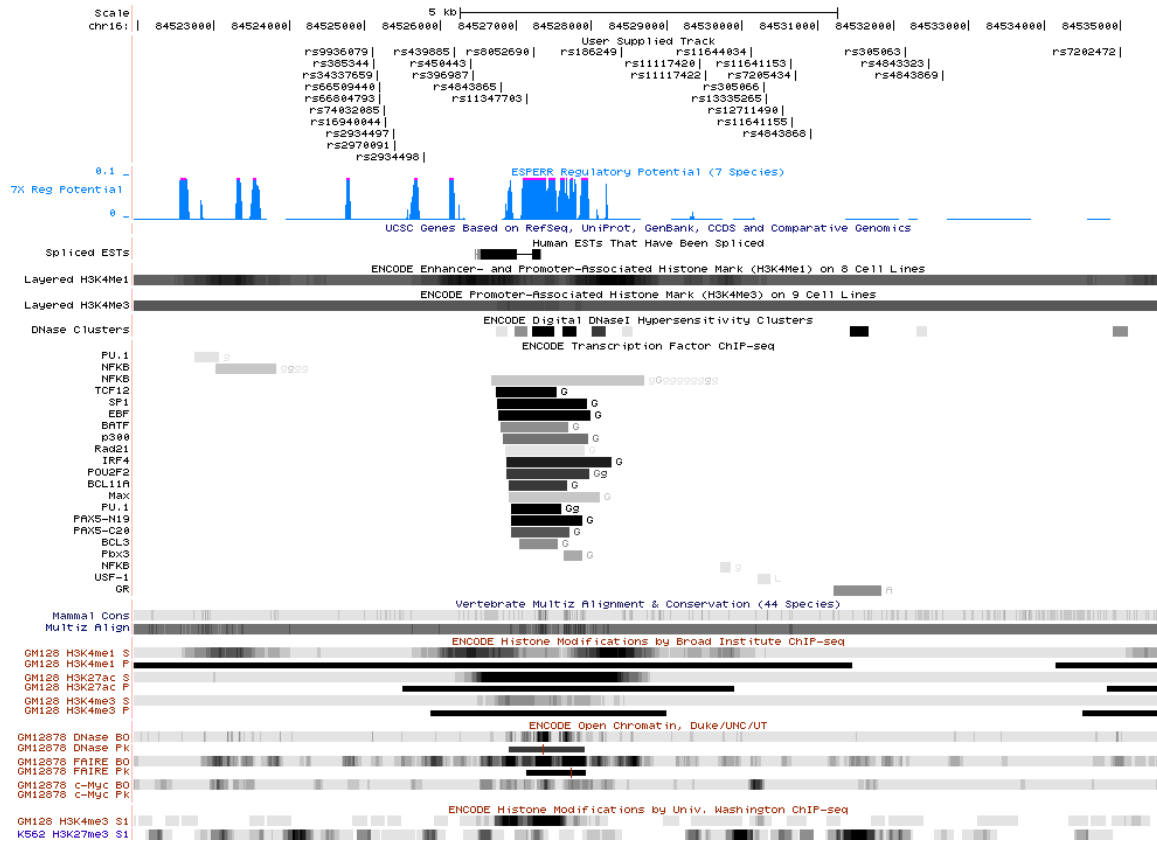 Scale 5 kb
chr16: 84523000| 84524000| 84525000| 84526000| 84527000| 84528000| 84529000| 84530000| 84531000| 84532000| 84533000| 84534000| 84535000|
User Supplied Track
rs9936079| rs439885| rs8052690| rs186249| rs11644034| rs305063| rs7202472|
rs385344| rs450443| rs11117420| rs11641153| rs4843323|
rs34337659| rs396987| rs11117422| rs7205434| rs4843869|
rs66509440| rs4843865| rs305066|
rs66804793| rs11347703| rs13335265|
rs74032085| rs12711490|
rs16940044| rs11641155|
rs2934497| rs4843868|
rs2970091|
rs2934498|
0.1 _ ESPERR Regulatory Potential (7 Species)
7X Reg Potential
0 _
UCSC Genes Based on RefSeq, UniProt, GenBank, CCDS and Comparative Genomics
Human ESTs That Have Been Spliced
Spliced ESTs
ENCODE Enhancer- and Promoter-Associated Histone Mark (H3K4Me1) on 8 Cell Lines
Layered H3K4Me1
ENCODE Promoter-Associated Histone Mark (H3K4Me3) on 9 Cell Lines
Layered H3K4Me3
ENCODE Digital DNaseI Hypersensitivity Clusters
DNase Clusters
ENCODE Transcription Factor ChIP-seq
PU.1 g
NFKB gggg
NFKB gGgggggggg
TCF12 G
SP1 G
EBF G
BATF G
p300 G
Rad21 G
IRF4 G
POU2F2 Gg
BCL11A G
Max G
PU.1 Gg
PAX5-N19 G
PAX5-C20 G
BCL3 G
Pbx3 G
NFKB g
USF-1 L
GR A
Vertebrate Multiz Alignment & Conservation (44 Species)
Mammal Cons
Multiz Align
ENCODE Histone Modifications by Broad Institute ChIP-seq
GM128 H3K4me1 S
GM128 H3K4me1 P
GM128 H3K27ac S
GM128 H3K27ac P
GM128 H3K4me3 S
GM128 H3K4me3 P
ENCODE Open Chromatin, Duke/UNC/UT
GM12878 DNase BO
GM12878 DNase Pk
GM12878 FAIRE BO
GM12878 FAIRE Pk
GM12878 c-Myc BO
GM12878 c-Myc Pk
ENCODE Histone Modifications by Univ. Washington ChIP-seq
GM128 H3K4me3 S1
K562 H3K27me3 S1